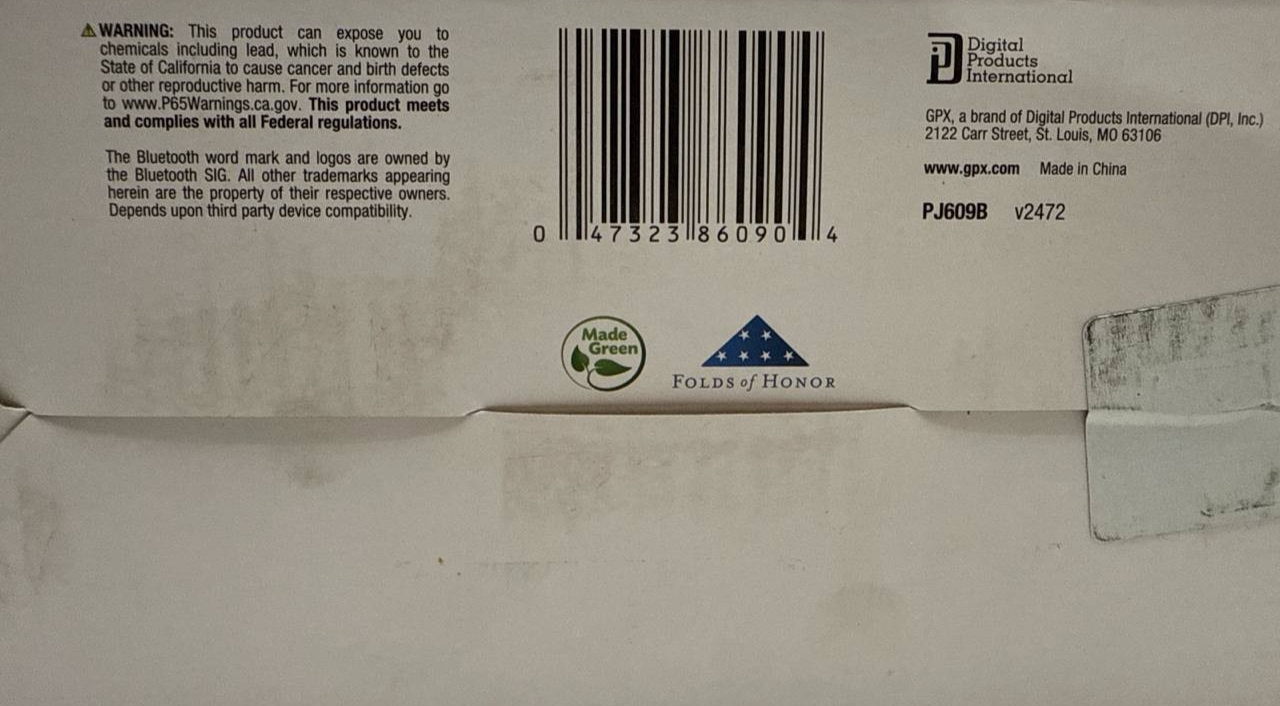 WARNING: This product can expose you to
chemicals including lead, which is known to the
State of California to cause cancer and birth defects
or other reproductive harm. For more information go
to www.P65Warnings.ca.gov. This product meets
and complies with all Federal regulations.
The Bluetooth word mark and logos are owned by
the Bluetooth SIG. All other trademarks appearing
herein are the property of their respective owners.
Depends upon third party device compatibility.
0 47323 86090 4
Made
Green
FOLDS of HONOR
Digital
Products
International
GPX, a brand of Digital Products International (DPI, Inc.)
2122 Carr Street, St. Louis, MO 63106
www.gpx.com Made in China
PJ609B v2472